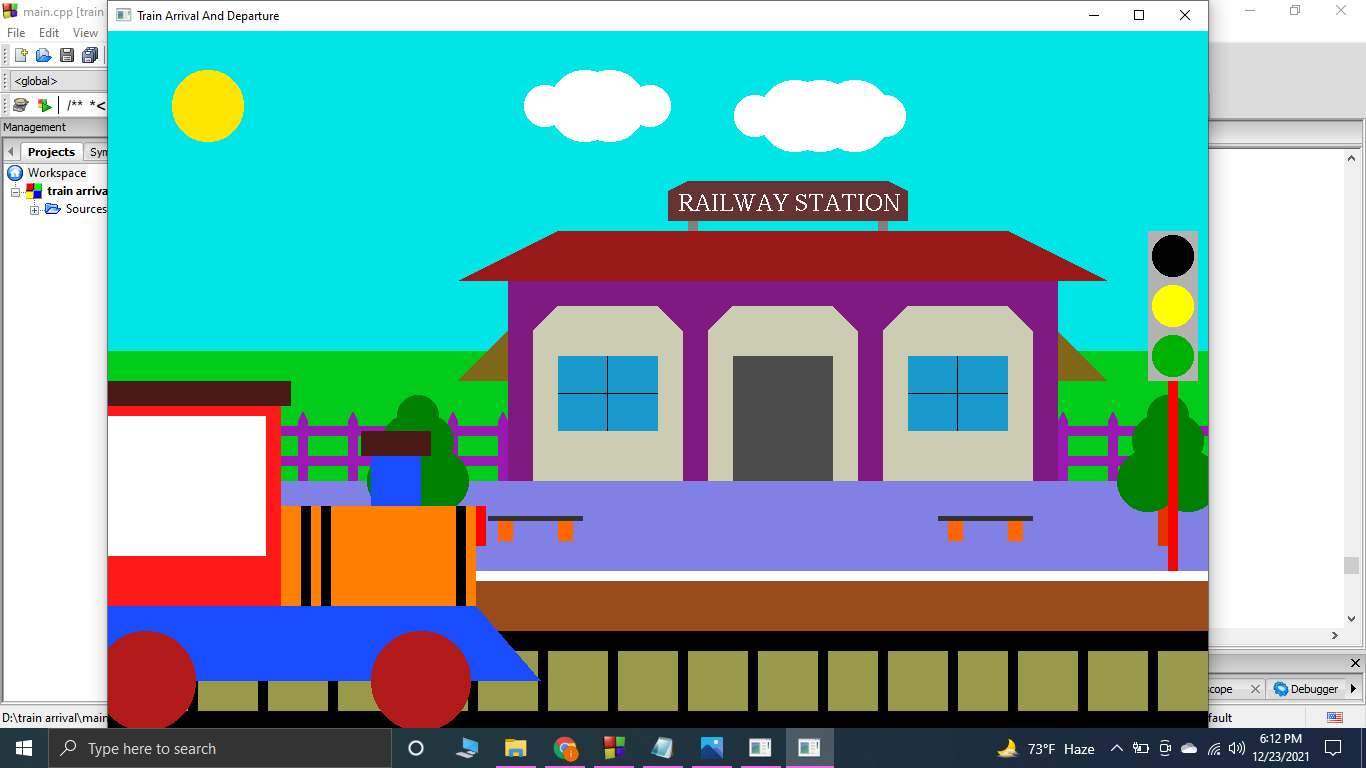 main.cpp [train
Train Arrival And Departure
File Edit View
<global>
/** *<
Management
Projects Sym
Workspace
train arriva
Sources
RAILWAY STATION
scope
Debugger
D:\train arrival\main
fault
Type here to search
73°F Haze
6:12 PM
12/23/2021